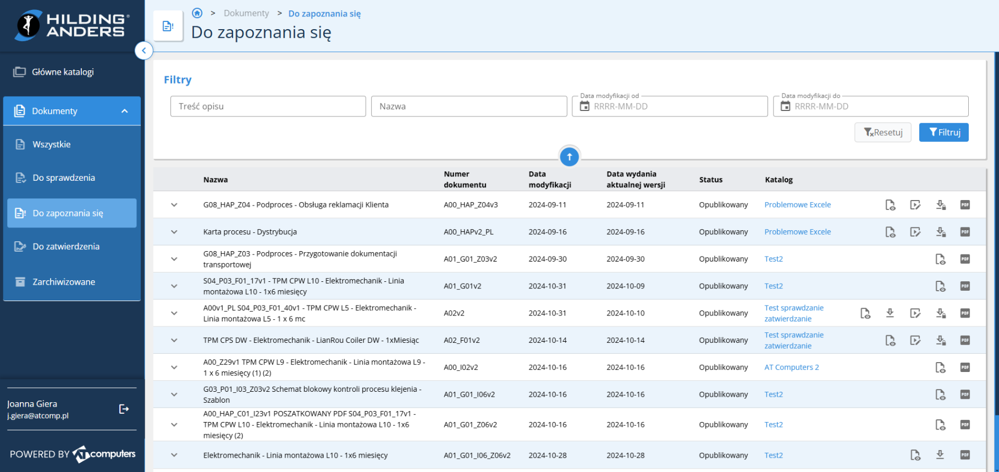 HILDING®
ANDERS
Główne katalogi
Dokumenty
Wszystkie
Do sprawdzenia
Do zapoznania się
Do zatwierdzenia
Zarchiwizowane
Joanna Giera
j.giera@atcomp.pl
POWERED BY AT computers
> Dokumenty > Do zapoznania się
Do zapoznania się
Filtry
Treść opisu
Nazwa
Data modyfikacji od
RRRR-MM-DD
Data modyfikacji do
RRRR-MM-DD
Resetuj
Filtruj
Nazwa
Numer
dokumentu
Data
modyfikacji
Data wydania
aktualnej wersji
Status
Katalog
G08_HAP_Z04 - Podproces - Obsługa reklamacji Klienta
A00_HAP_Z04v3
2024-09-11
2024-09-11
Opublikowany
Problemowe Excele
PDF
Karta procesu - Dystrybucja
A00_HAPv2_PL
2024-09-16
2024-09-16
Opublikowany
Problemowe Excele
PDF
G08_HAP_Z03 - Podproces - Przygotowanie dokumentacji
transportowej
A01_G01_Z03v2
2024-09-30
2024-09-30
Opublikowany
Test2
PDF
S04_P03_F01_17v1 - TPM CPW L10 - Elektromechanik - Linia
montażowa L10 - 1x6 miesięcy
A01_G01v2
2024-10-31
2024-10-09
Opublikowany
Test2
PDF
A00v1_PL S04_P03_F01_40v1 - TPM CPW L5 - Elektromechanik -
Linia montażowa L5 - 1 x 6 mc
A02v2
2024-10-31
2024-10-10
Opublikowany
Test sprawdzanie
zatwierdzanie
PDF
TPM CPS DW - Elektromechanik - LianRou Coiler DW - 1xMiesiąc
A02_F01v2
2024-10-14
2024-10-14
Opublikowany
Test sprawdzanie
zatwierdzanie
PDF
A00_Z29v1 TPM CPW L9 - Elektromechanik - Linia montażowa L9 -
1 x 6 miesięcy (1) (2)
A00_I02v2
2024-10-16
2024-10-16
Opublikowany
AT Computers 2
PDF
G03_P01_I03_Z03v2 Schemat blokowy kontroli procesu klejenia -
Szablon
A01_G01_I06v2
2024-10-16
2024-10-16
Opublikowany
Test2
PDF
A00_HAP_C01_I23v1 POSZATKOWANY PDF S04_P03_F01_17v1 -
TPM CPW L10 - Elektromechanik - Linia montażowa L10 - 1x6
miesięcy (2)
A01_G01_Z06v2
2024-10-16
2024-10-16
Opublikowany
Test2
PDF
Elektromechanik - Linia montażowa L10 - 1x6 miesięcy
A01_G01_I06_Z06v2
2024-10-28
2024-10-28
Opublikowany
Test2
PDF